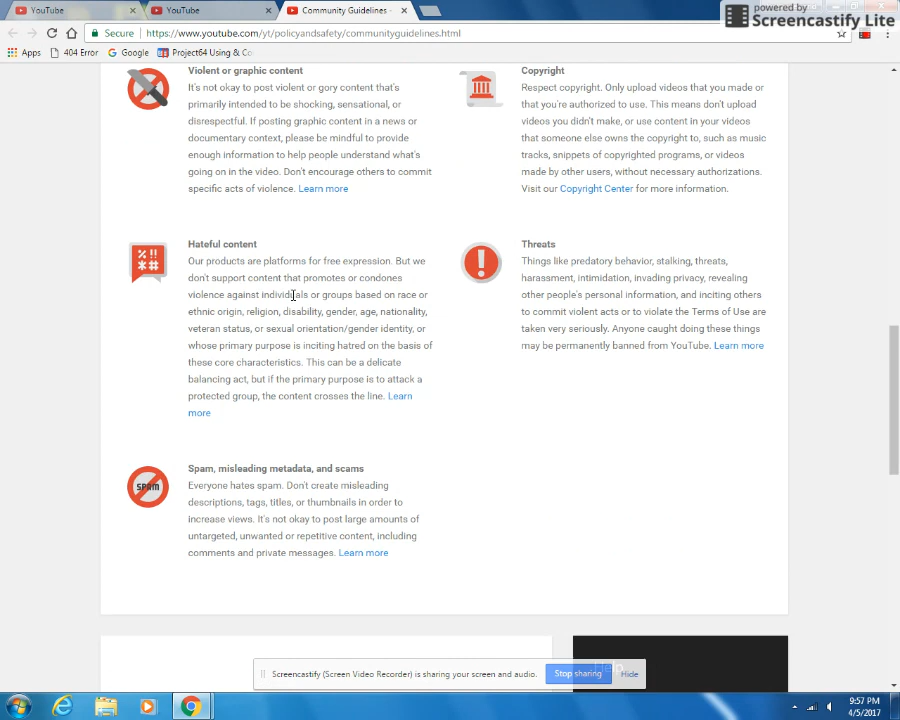 YouTube
YouTube
Community Guidelines -
powered by
Screencastify Lite
Secure
https://www.youtube.com/yt/policyandsafety/communityguidelines.html
Apps
404 Error
Google
Project64 Using & Co
Violent or graphic content
It's not okay to post violent or gory content that's
primarily intended to be shocking, sensational, or
disrespectful. If posting graphic content in a news or
documentary context, please be mindful to provide
enough information to help people understand what's
going on in the video. Don't encourage others to commit
specific acts of violence. Learn more
Copyright
Respect copyright. Only upload videos that you made or
that you're authorized to use. This means don't upload
videos you didn't make, or use content in your videos
that someone else owns the copyright to, such as music
tracks, snippets of copyrighted programs, or videos
made by other users, without necessary authorizations.
Visit our Copyright Center for more information.
%!!
※##
Hateful content
Our products are platforms for free expression. But we
don't support content that promotes or condones
violence against individuals or groups based on race or
ethnic origin, religion, disability, gender, age, nationality,
veteran status, or sexual orientation/gender identity, or
whose primary purpose is inciting hatred on the basis of
these core characteristics. This can be a delicate
balancing act, but if the primary purpose is to attack a
protected group, the content crosses the line. Learn
more
!
Threats
Things like predatory behavior, stalking, threats,
harassment, intimidation, invading privacy, revealing
other people's personal information, and inciting others
to commit violent acts or to violate the Terms of Use are
taken very seriously. Anyone caught doing these things
may be permanently banned from YouTube. Learn more
SPAM
Spam, misleading metadata, and scams
Everyone hates spam. Don't create misleading
descriptions, tags, titles, or thumbnails in order to
increase views. It's not okay to post large amounts of
untargeted, unwanted or repetitive content, including
comments and private messages. Learn more
Help
Screencastify (Screen Video Recorder) is sharing your screen and audio.
Stop sharing
Hide
9:57 PM
4/5/2017